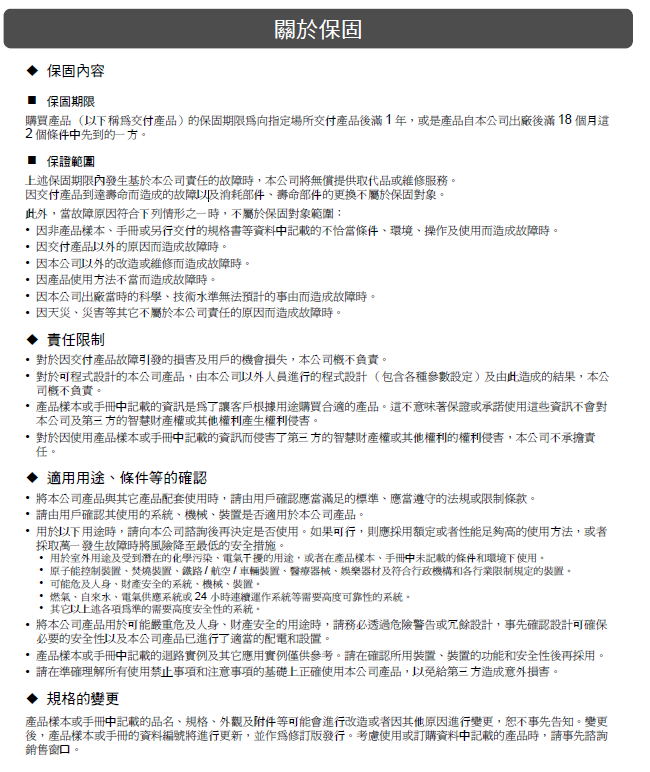 關於保固
◆ 保固內容
■ 保固期限
購買產品（以下稱爲交付產品）的保固期限爲向指定場所交付產品後滿 1 年，或是產品自本公司出廠後滿 18 個月這
2 個條件中先到的一方。
■ 保證範圍
上述保固期限內發生基於本公司責任的故障時，本公司將無償提供取代品或維修服務。
因交付產品到達壽命而造成的故障以及消耗部件、壽命部件的更換不屬於保固對象。
此外，當故障原因符合下列情形之一時，不屬於保固對象範圍：
• 因非產品樣本、手冊或另行交付的規格書等資料中記載的不恰當條件、環境、操作及使用而造成故障時。
• 因交付產品以外的原因而造成故障時。
• 因本公司以外的改造或維修而造成故障時。
• 因產品使用方法不當而造成故障時。
• 因本公司出廠當時的科學、技術水準無法預計的事由而造成故障時。
• 因天災、災害等其它不屬於本公司責任的原因而造成故障時。
◆ 責任限制
• 對於因交付產品故障引發的損害及用戶的機會損失，本公司概不負責。
• 對於可程式設計的本公司產品，由本公司以外人員進行的程式設計（包含各種參數設定）及由此造成的結果，本公
司概不負責。
• 產品樣本或手冊中記載的資訊是爲了讓客戶根據用途購買合適的產品。這不意味著保證或承諾使用這些資訊不會對
本公司及第三方的智慧財產權或其他權利產生權利侵害。
• 對於因使用產品樣本或手冊中記載的資訊而侵害了第三方的智慧財產權或其他權利的權利侵害，本公司不承擔責
任。
◆ 適用用途、條件等的確認
• 將本公司產品與其它產品配套使用時，請由用戶確認應當滿足的標準、應當遵守的法規或限制條款。
• 請由用戶確認其使用的系統、機械、裝置是否適用於本公司產品。
• 用於以下用途時，請向本公司諮詢後再決定是否使用。如果可行，則應採用額定或者性能足夠高的使用方法，或者
採取萬一發生故障時將風險降至最低的安全措施。
• 用於室外用途及受到潛在的化學污染、電氣干擾的用途，或者在產品樣本、手冊中未記載的條件和環境下使用。
• 原子能控制裝置、焚燒裝置、鐵路 / 航空 / 車輛裝置、醫療器械、娛樂器材及符合行政機構和各行業限制規定的裝置。
• 可能危及人身、財產安全的系統、機械、裝置。
• 燃氣、自來水、電氣供應系統或 24 小時連續運作系統等需要高度可靠性的系統。
• 其它以上述各項爲準的需要高度安全性的系統。
• 將本公司產品用於可能嚴重危及人身、財產安全的用途時，請務必透過危險警告或冗餘設計，事先確認設計可確保
必要的安全性以及本公司產品已進行了適當的配電和設置。
• 產品樣本或手冊中記載的迴路實例及其它應用實例僅供參考。請在確認所用裝置、裝置的功能和安全性後再採用。
• 請在準確理解所有使用禁止事項和注意事項的基礎上正確使用本公司產品，以免給第三方造成意外損害。
◆ 規格的變更
產品樣本或手冊中記載的品名、規格、外觀及附件等可能會進行改造或者因其他原因進行變更，恕不事先告知。變更
後，產品樣本或手冊的資料編號將進行更新，並作爲修訂版發行。考慮使用或訂購資料中記載的產品時，請事先諮詢
銷售窗口。